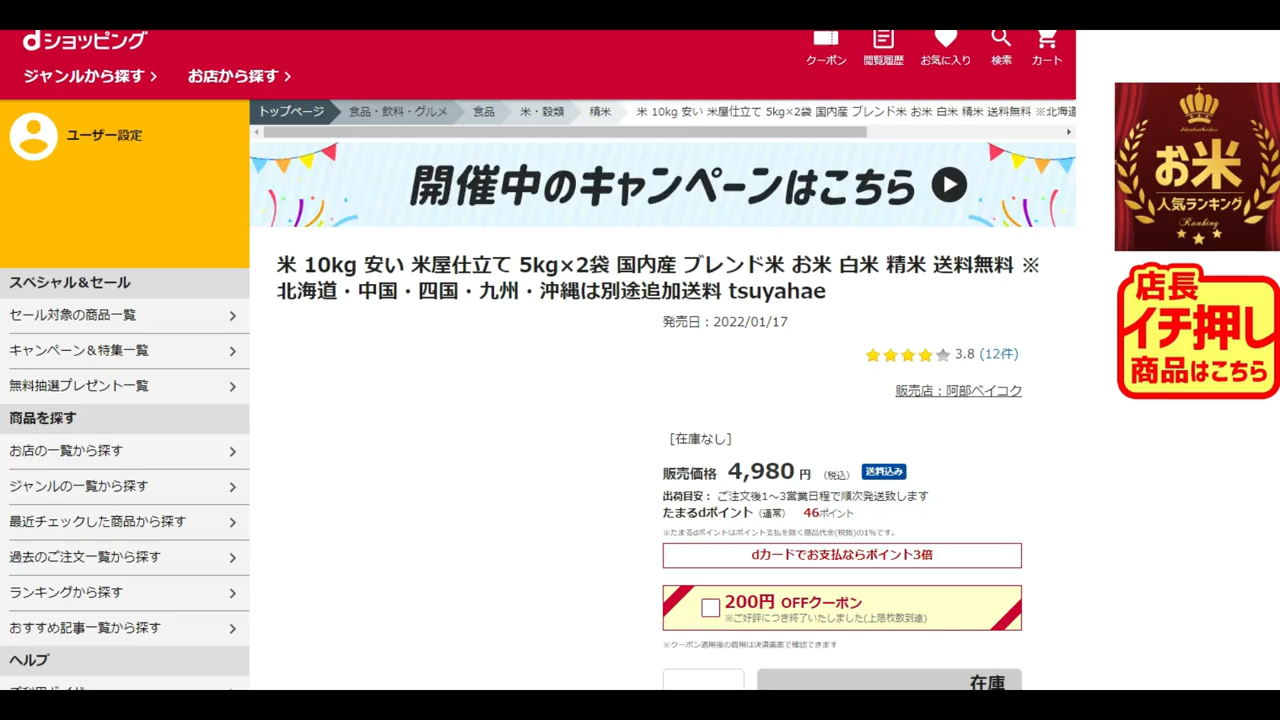 dショッピング
クーポン 閲覧履歴 お気に入り 検索 カート
ジャンルから探す お店から探す
ユーザー設定
トップページ 食品・飲料・グルメ 食品 米・穀類 精米 米 10kg 安い 米屋仕立て 5kg×2袋 国内産 ブレンド米 お米 白米 精米 送料無料 ※北海道
開催中のキャンペーンはこちら
米 10kg 安い 米屋仕立て 5kg×2袋 国内産 ブレンド米 お米 白米 精米 送料無料 ※
北海道・中国・四国・九州・沖縄は別途追加送料 tsuyahae
発売日：2022/01/17
3.8 (12件)
販売店：阿部ベイコク
［在庫なし］
販売価格 4,980 円 （税込） 送料込み
出荷目安： ご注文後1～3営業日程で順次発送致します
たまるdポイント（通常） 46ポイント
※たまるdポイントはポイント支払を除く商品代金(税抜)の1％です。
dカードでお支払ならポイント3倍
200円 OFFクーポン
※ご好評につき終了いたしました(上限枚数到達)
※クーポン適用後の費用は決済画面で確認できます
在庫
スペシャル＆セール
セール対象の商品一覧
キャンペーン＆特集一覧
無料抽選プレゼント一覧
商品を探す
お店の一覧から探す
ジャンルの一覧から探す
最近チェックした商品から探す
過去のご注文一覧から探す
ランキングから探す
おすすめ記事一覧から探す
ヘルプ
ご利用ガイド
お米
人気ランキング
Ranking
店長
イチ押し
商品はこちら